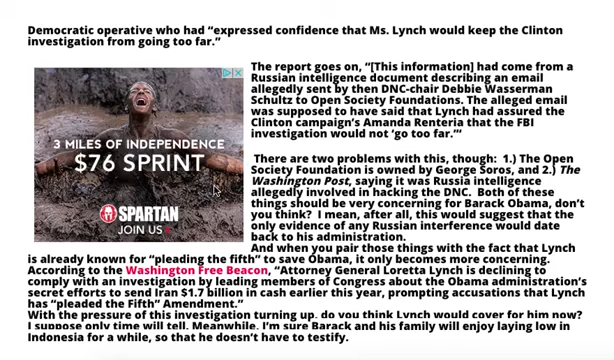 Democratic operative who had “expressed confidence that Ms. Lynch would keep the Clinton
investigation from going too far.”
3 MILES OF INDEPENDENCE
$76 SPRINT
SPARTAN
JOIN US
The report goes on, “[This information] had come from a
Russian intelligence document describing an email
allegedly sent by then DNC-chair Debbie Wasserman
Schultz to Open Society Foundations. The alleged email
was supposed to have said that Lynch had assured the
Clinton campaign’s Amanda Renteria that the FBI
investigation would not ‘go too far.’”
There are two problems with this, though: 1.) The Open
Society Foundation is owned by George Soros, and 2.) The
Washington Post, saying it was Russia intelligence
allegedly involved in hacking the DNC. Both of these
things should be very concerning for Barack Obama, don’t
you think? I mean, after all, this would suggest that the
only evidence of any Russian interference would date
back to his administration.
And when you pair those things with the fact that Lynch
is already known for “pleading the fifth” to save Obama, it only becomes more concerning.
According to the Washington Free Beacon, “Attorney General Loretta Lynch is declining to
comply with an investigation by leading members of Congress about the Obama administration’s
secret efforts to send Iran $1.7 billion in cash earlier this year, prompting accusations that Lynch
has “pleaded the Fifth” Amendment.”
With the pressure of this investigation turning up, do you think Lynch would cover for him now?
I suppose only time will tell. Meanwhile, I’m sure Barack and his family will enjoy laying low in
Indonesia for a while, so that he doesn’t have to testify.